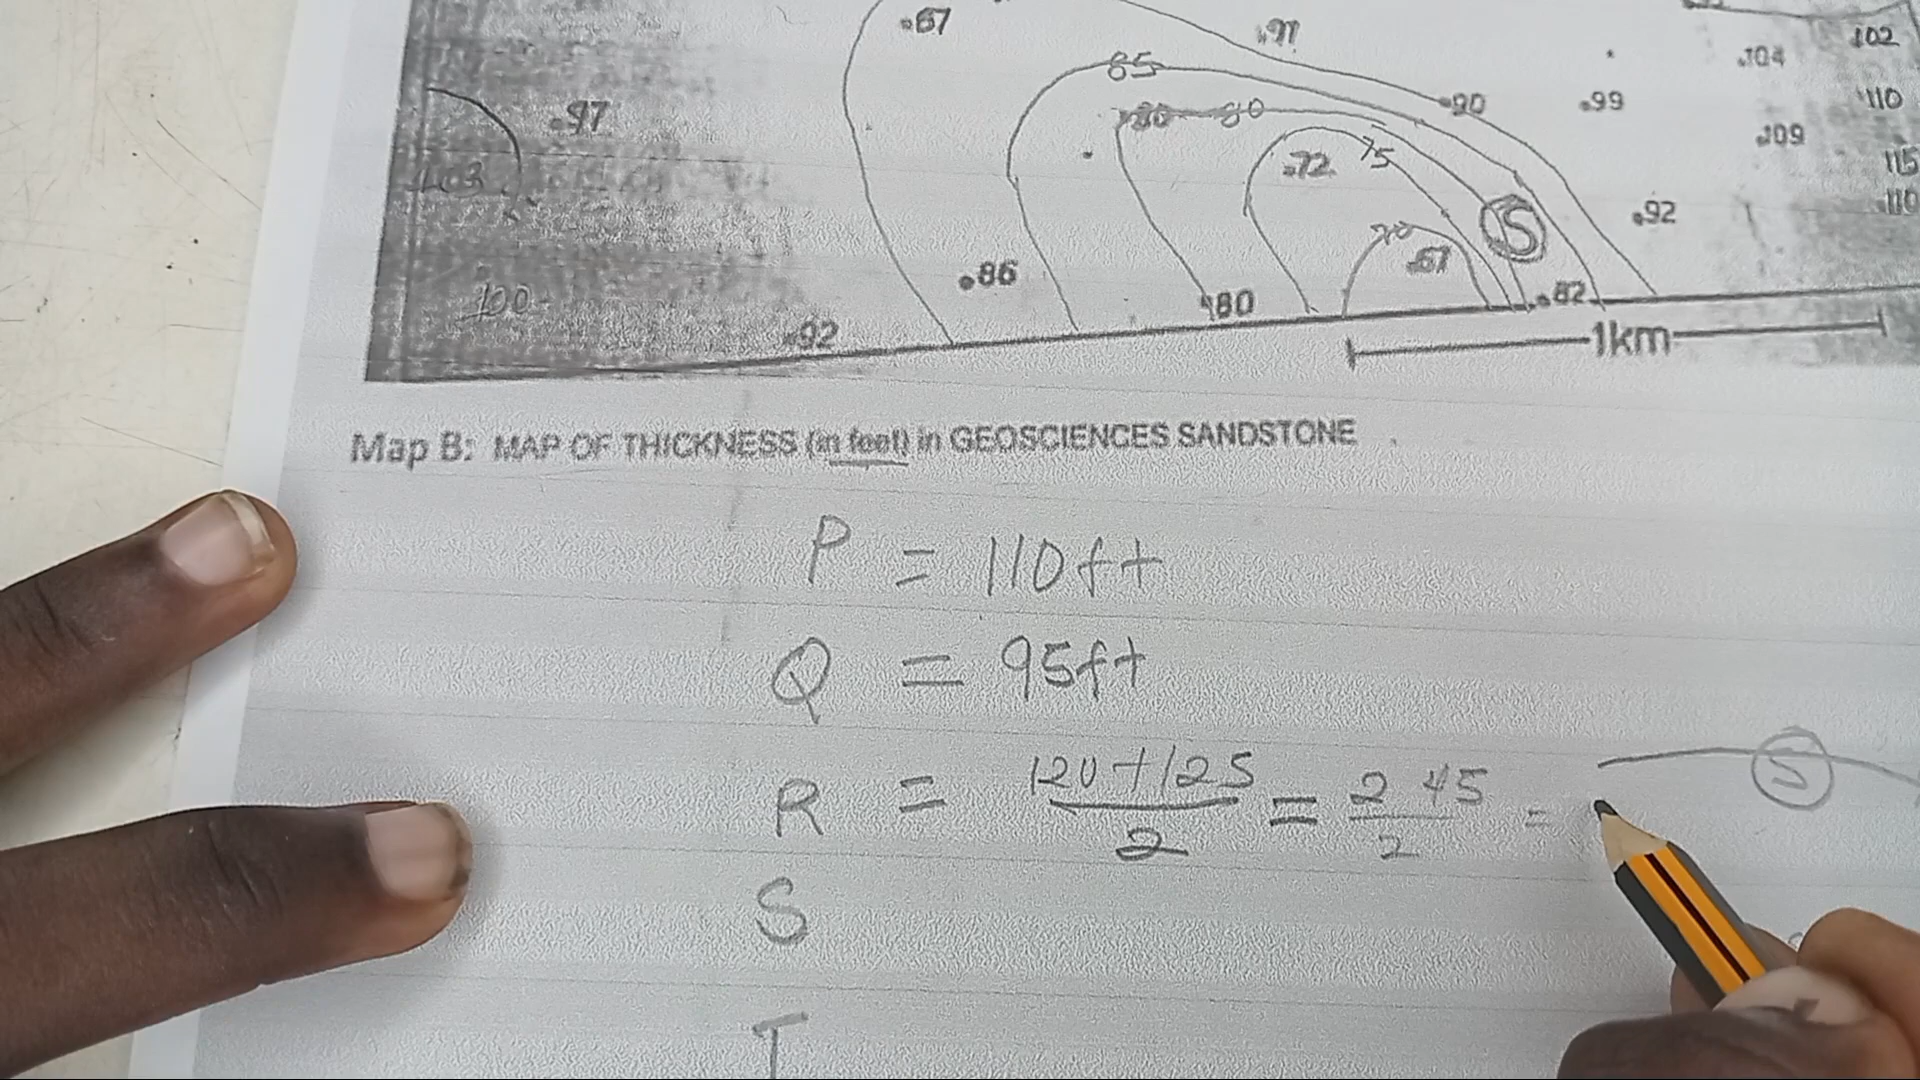 .67
.91
.104
102
85
.90
.99
110
.97
80
80
.109
.72
75
115
103
S
.92
110
70
.67
.86
100
.80
.82
.92
1km
Map B: MAP OF THICKNESS (in feet) in GEOSCIENCES SANDSTONE
P = 110ft
Q = 95ft
R = 120+125/2 = 245/2 =
S
S
T